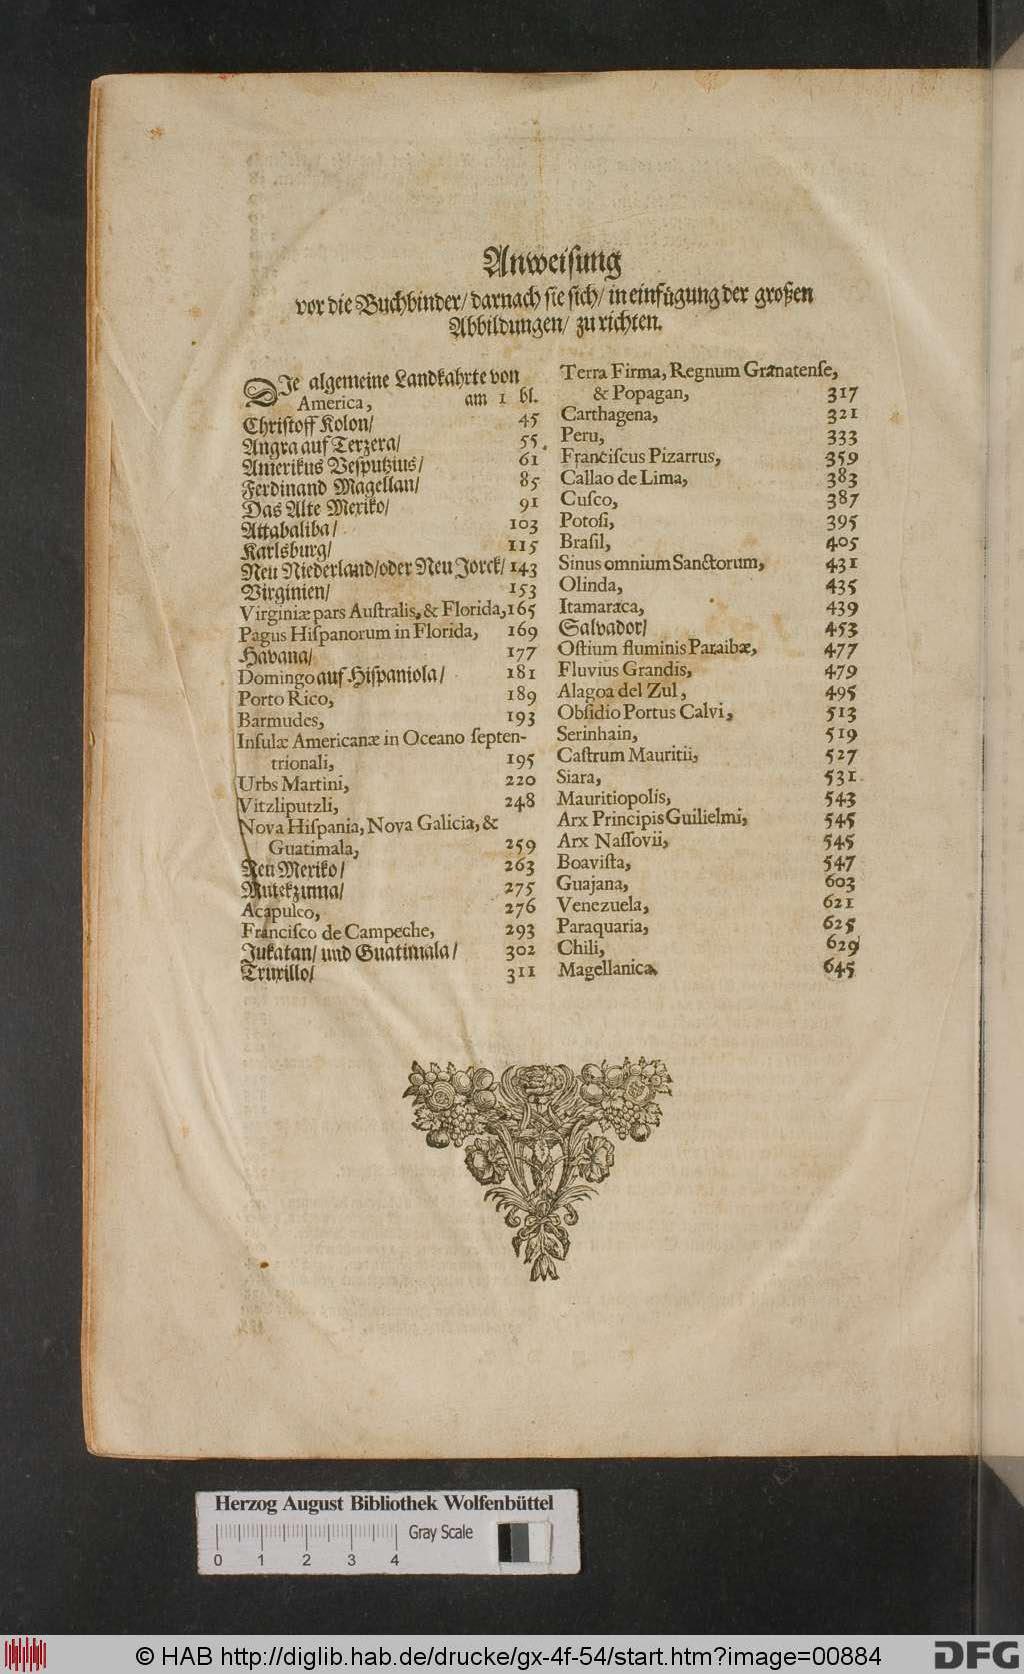 Anweiſung
vor die Buchbinder/ darnach ſie ſich/ in einfügung der großen
Abbildungen/ zu richten.
DIe algemeine Landkahrte von
America, am 1 bl.
Chriſtoff Kolon/ 45
Angra auf Terzera/ 55
Amerikus Veſputzius/ 61
Ferdinand Magellan/ 85
Das Alte Mexiko/ 91
Attabaliba/ 103
Karlsburg/ 115
Neu Niederland/oder Neu Jorck/ 143
Virginien/ 153
Virginiæ pars Auſtralis, & Florida, 165
Pagus Hiſpanorum in Florida, 169
Havana/ 177
Domingo auf Hiſpaniola/ 181
Porto Rico, 189
Barmudes, 193
Inſulæ Americanæ in Oceano ſepten-
trionali, 195
Urbs Martini, 220
Vitzliputzli, 248
Nova Hiſpania, Nova Galicia, &
Guatimala, 259
Neu Mexiko/ 263
Mutekzuma/ 275
Acapulco, 276
Franciſco de Campeche, 293
Jukatan/ und Guatimala/ 302
Truxillo/ 311
Terra Firma, Regnum Granatenſe,
& Popagan, 317
Carthagena, 321
Peru, 333
Franciſcus Pizarrus, 359
Callao de Lima, 383
Cuſco, 387
Potoſi, 395
Braſil, 405
Sinus omnium Sanctorum, 431
Olinda, 435
Itamaraca, 439
Salvador/ 453
Oſtium fluminis Paraibæ, 477
Fluvius Grandis, 479
Alagoa del Zul, 495
Obſidio Portus Calvi, 513
Serinhain, 519
Caſtrum Mauritii, 527
Siara, 531
Mauritiopolis, 543
Arx Principis Guilielmi, 545
Arx Naſſovii, 545
Boaviſta, 547
Guajana, 603
Venezuela, 621
Paraquaria, 625
Chili, 629
Magellanica, 645
Herzog August Bibliothek Wolfenbüttel
Gray Scale
0 1 2 3 4
© HAB http://diglib.hab.de/drucke/gx-4f-54/start.htm?image=00884
DFG